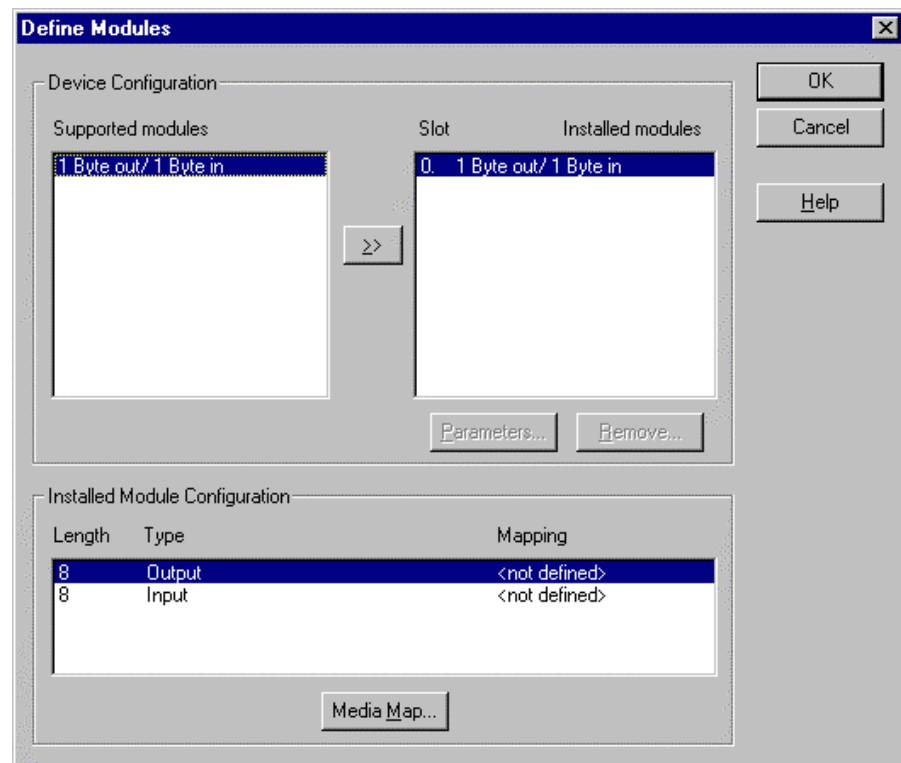 Define Modules
Device Configuration
OK
Cancel
Help
Supported modules
Slot Installed modules
1 Byte out/ 1 Byte in
0. 1 Byte out/ 1 Byte in
>>
Parameters...
Remove...
Installed Module Configuration
Length Type Mapping
8 Output <not defined>
8 Input <not defined>
Media Map...